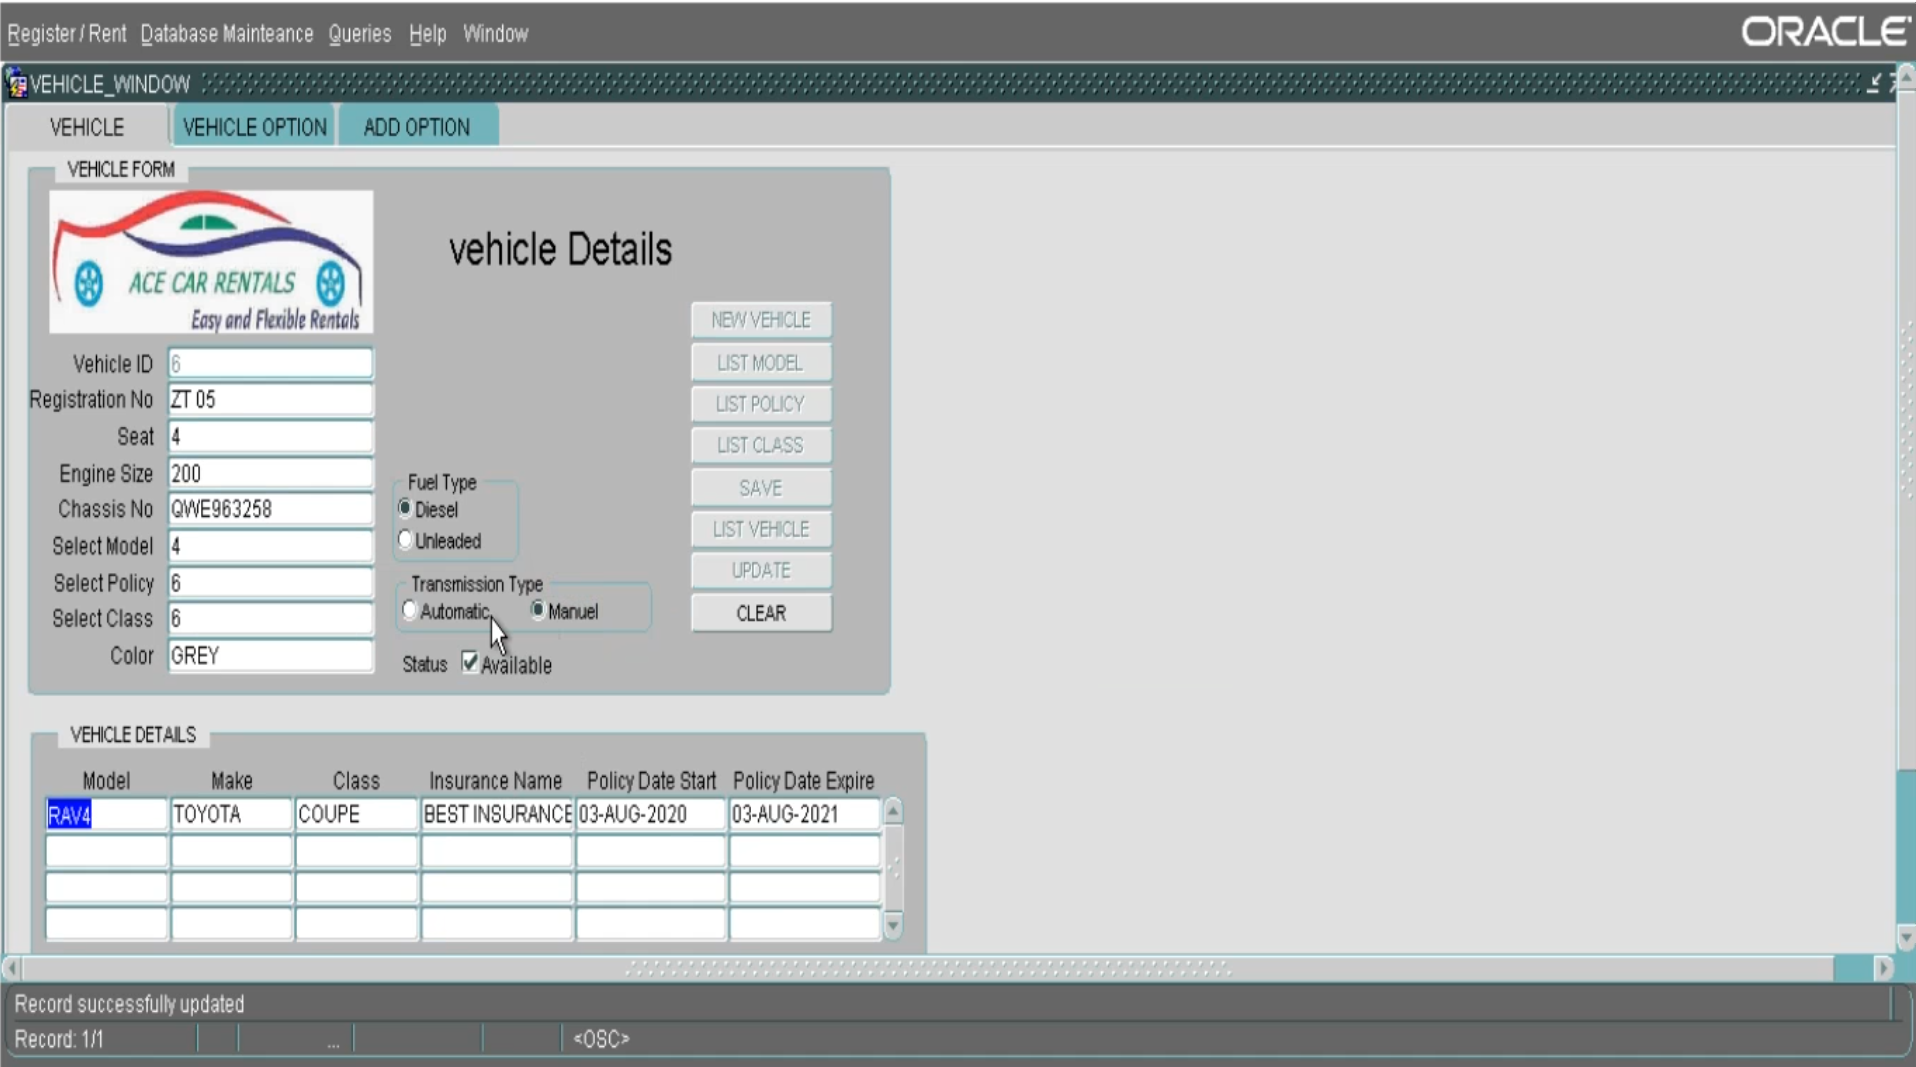 Register / Rent Database Mainteance Queries Help Window
ORACLE
VEHICLE_WINDOW
VEHICLE VEHICLE OPTION ADD OPTION
VEHICLE FORM
ACE CAR RENTALS
Easy and Flexible Rentals
vehicle Details
Vehicle ID 6
Registration No ZT 05
Seat 4
Engine Size 200
Chassis No QWE963258
Select Model 4
Select Policy 6
Select Class 6
Color GREY
Fuel Type
Diesel
Unleaded
Transmission Type
Automatic Manuel
Status Available
NEW VEHICLE
LIST MODEL
LIST POLICY
LIST CLASS
SAVE
LIST VEHICLE
UPDATE
CLEAR
VEHICLE DETAILS
Model Make Class Insurance Name Policy Date Start Policy Date Expire
RAV4 TOYOTA COUPE BEST INSURANCE 03-AUG-2020 03-AUG-2021
Record successfully updated
Record: 1/1 ... <OSC>